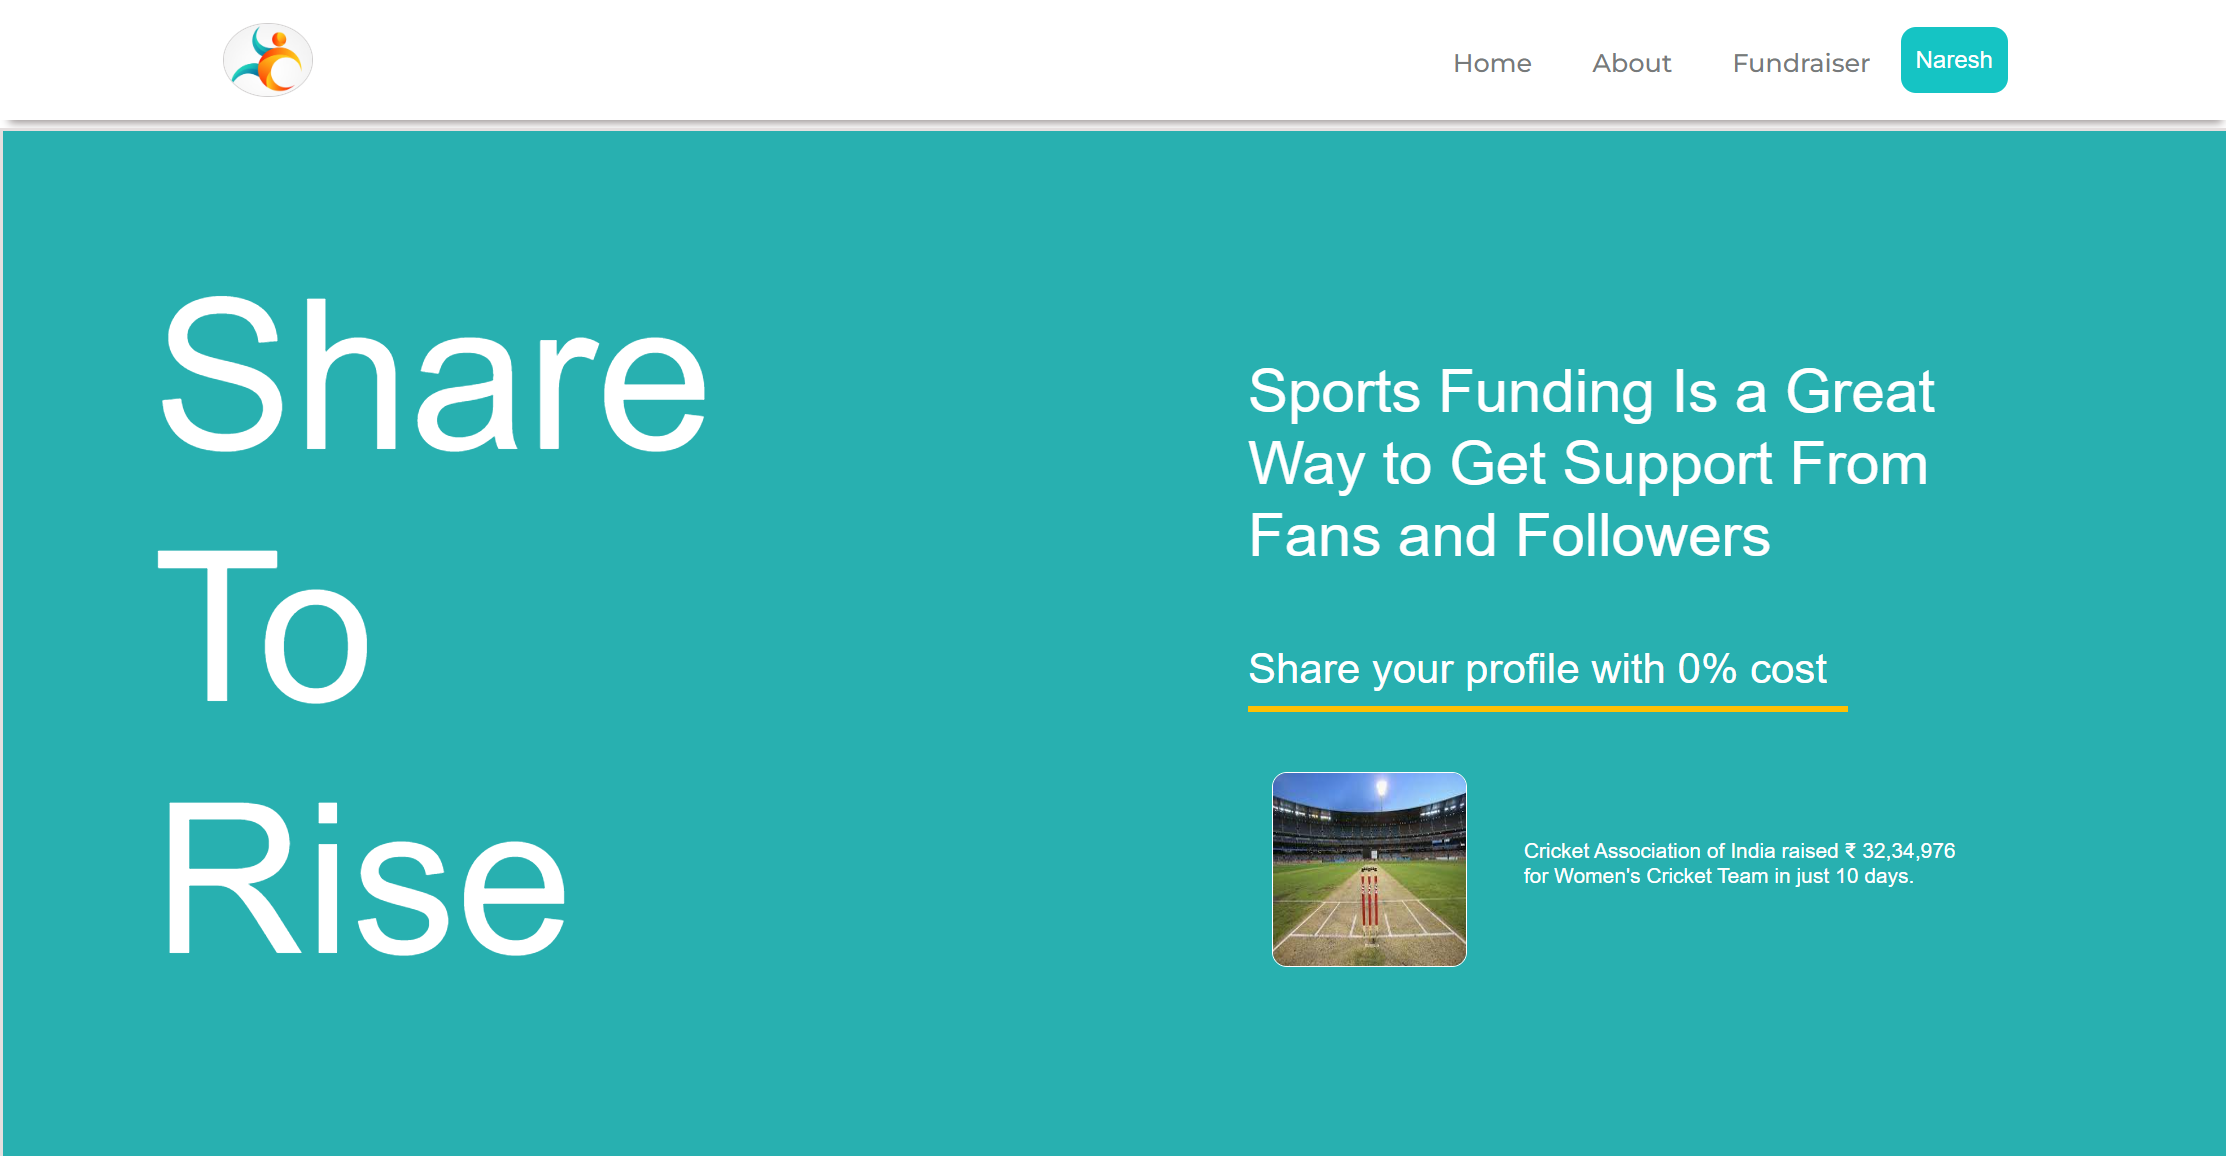 Home
About
Fundraiser
Naresh
Share
To
Rise
Sports Funding Is a Great
Way to Get Support From
Fans and Followers
Share your profile with 0% cost
Cricket Association of India raised ₹ 32,34,976
for Women's Cricket Team in just 10 days.